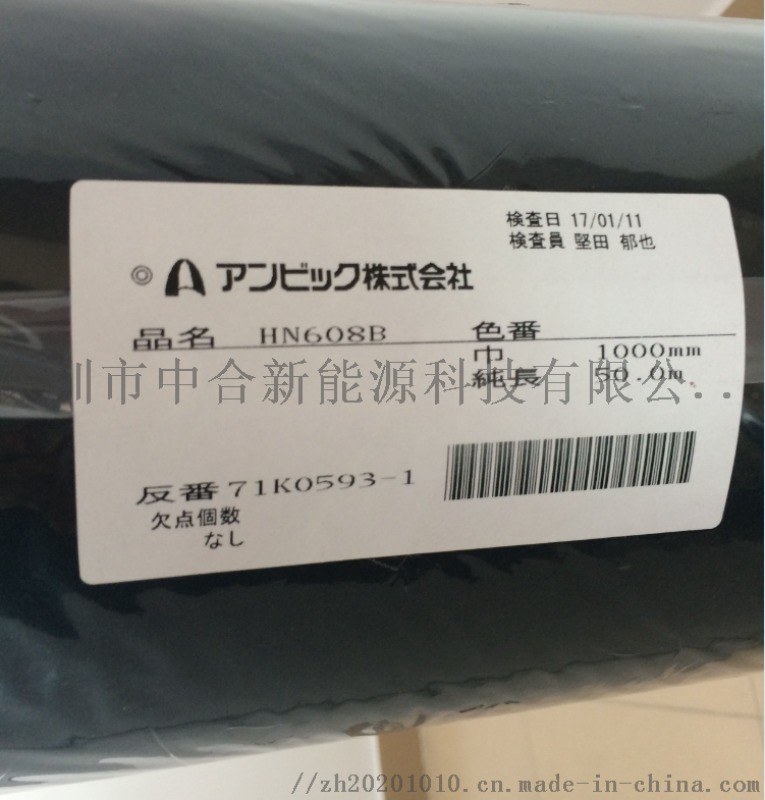 検査日 17/01/11
検査員 堅田 郁也
アンビック株式会社
品名 HN608B 色番
巾 1000mm
純長 50.0m
圳市中合新能源科技有限公...
反番 71K0593-1
欠点個数
なし
//zh20201010.cn.made-in-china.com